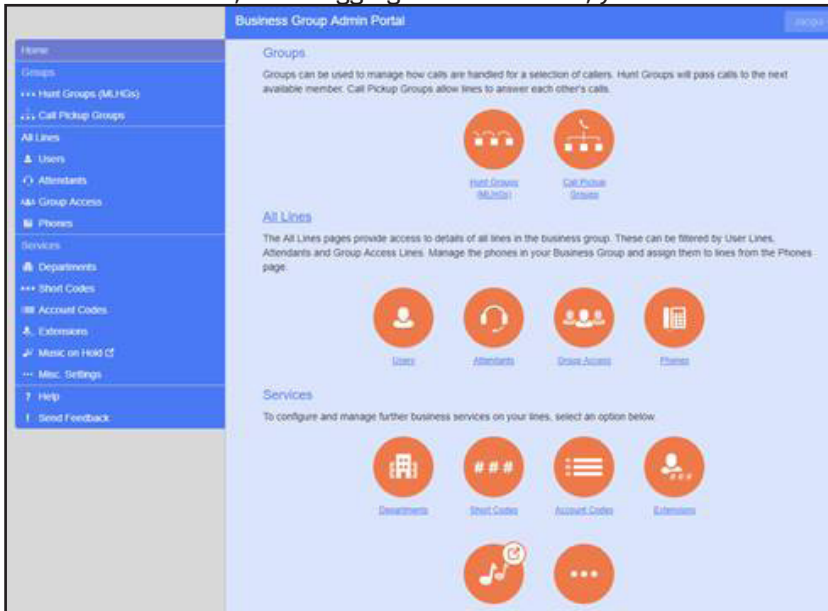 Business Group Admin Portal
Home
Groups
Hunt Groups (MLHGs)
Call Pickup Groups
All Lines
Users
Attendants
Group Access
Phones
Services
Departments
Short Codes
Account Codes
Extensions
Music on Hold
Misc. Settings
? Help
! Send Feedback
Groups
Groups can be used to manage how calls are handled for a selection of callers. Hunt Groups will pass calls to the next
available member. Call Pickup Groups allow lines to answer each other's calls.
Hunt Groups
(MLHGs)
Call Pickup
Groups
All Lines
The All Lines pages provide access to details of all lines in the business group. These can be filtered by User Lines,
Attendants and Group Access Lines. Manage the phones in your Business Group and assign them to lines from the Phones
page.
Users
Attendants
Group Access
Phones
Services
To configure and manage further business services on your lines, select an option below.
###
Departments
Short Codes
Account Codes
Extensions